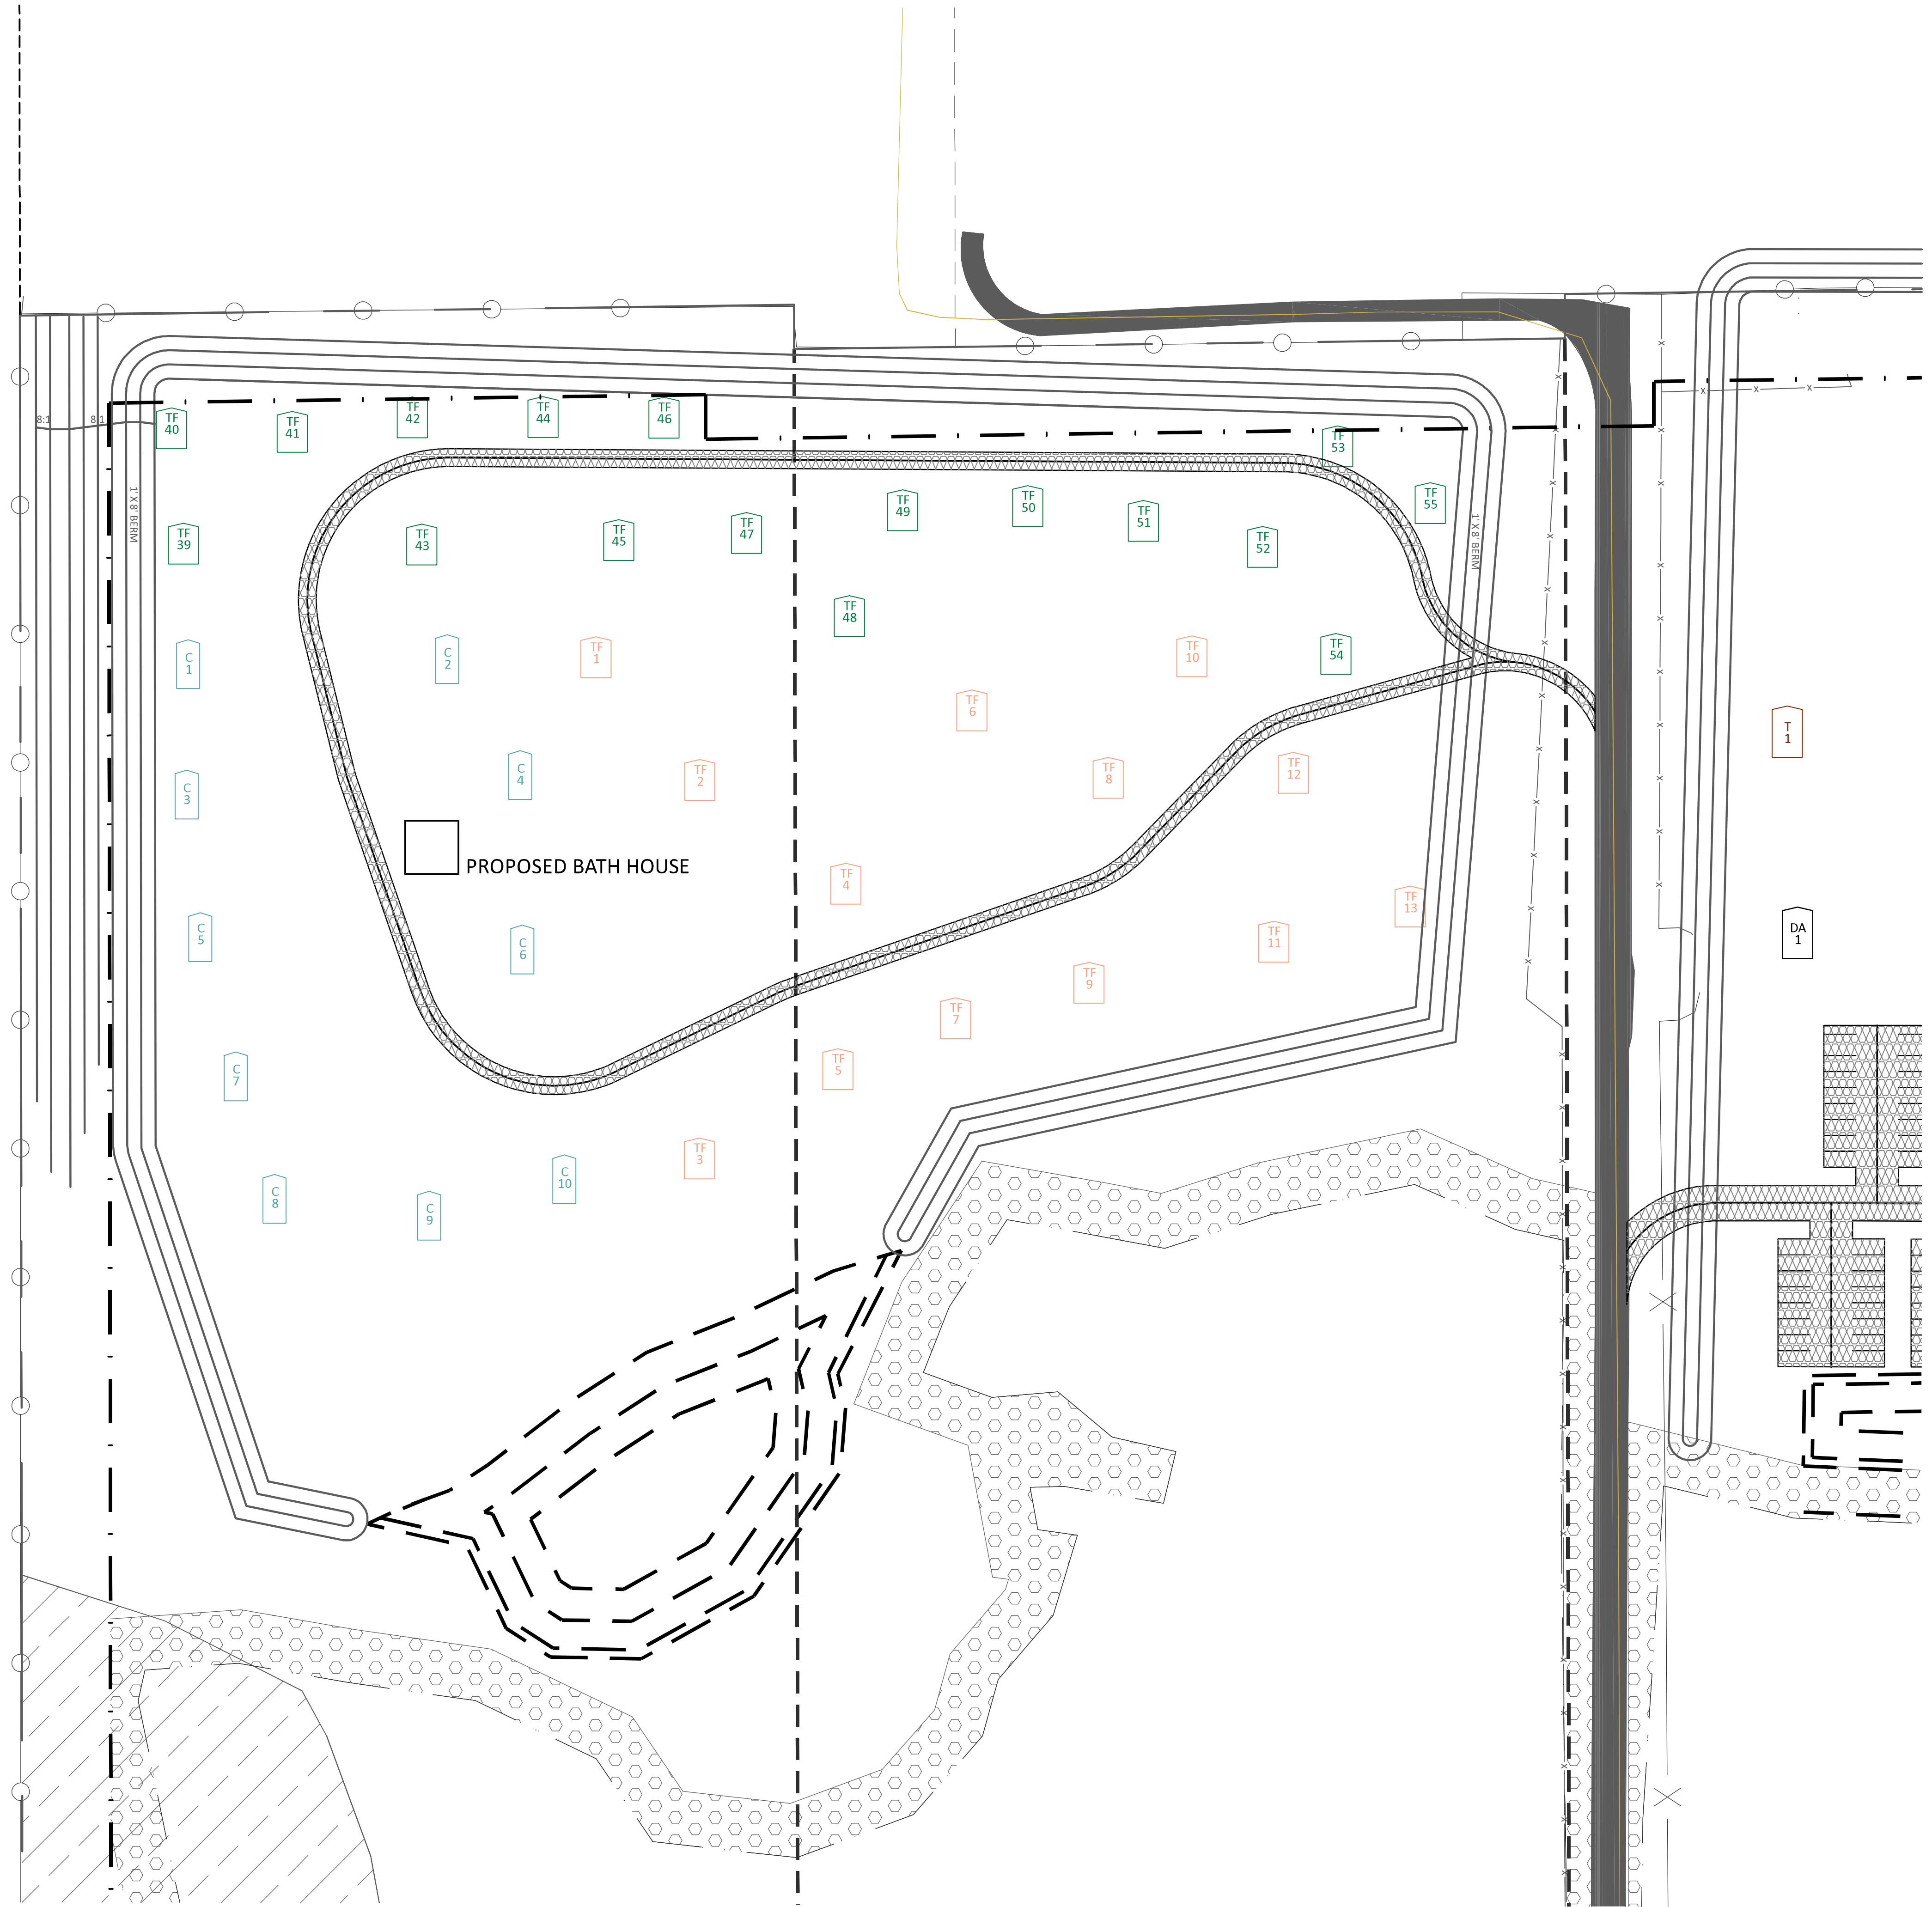 8:1
8:1
TF
40
TF
41
TF
42
TF
44
TF
46
TF
53
1' X 8' BERM
TF
39
TF
43
TF
45
TF
47
TF
49
TF
50
TF
51
TF
52
TF
55
1' X 8' BERM
TF
48
C
1
C
2
TF
1
TF
10
TF
54
TF
6
T
1
C
3
C
4
TF
2
TF
8
TF
12
PROPOSED BATH HOUSE
TF
4
TF
13
C
5
C
6
TF
11
DA
1
TF
9
TF
7
C
7
TF
5
TF
3
C
8
C
9
C
10